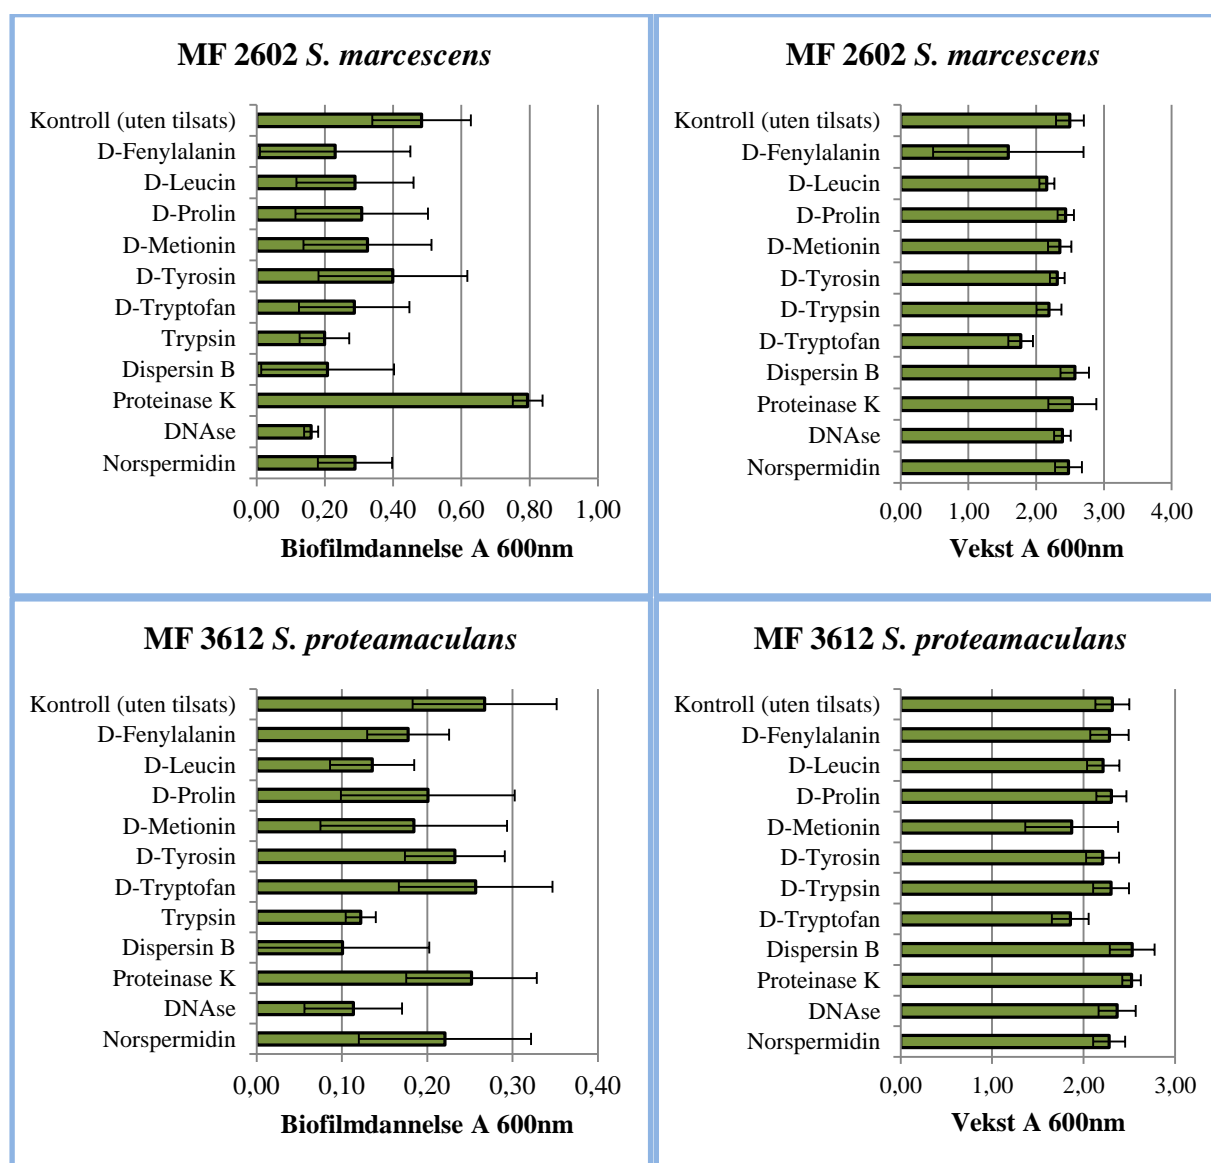 MF 2602 S. marcescens
Kontroll (uten tilsats)
D-Fenylalanin
D-Leucin
D-Prolin
D-Metionin
D-Tyrosin
D-Tryptofan
Trypsin
Dispersin B
Proteinase K
DNAse
Norspermidin
0,00 0,20 0,40 0,60 0,80 1,00
Biofilmdannelse A 600nm
MF 2602 S. marcescens
Kontroll (uten tilsats)
D-Fenylalanin
D-Leucin
D-Prolin
D-Metionin
D-Tyrosin
D-Trypsin
D-Tryptofan
Dispersin B
Proteinase K
DNAse
Norspermidin
0,00 1,00 2,00 3,00 4,00
Vekst A 600nm
MF 3612 S. proteamaculans
Kontroll (uten tilsats)
D-Fenylalanin
D-Leucin
D-Prolin
D-Metionin
D-Tyrosin
D-Tryptofan
Trypsin
Dispersin B
Proteinase K
DNAse
Norspermidin
0,00 0,10 0,20 0,30 0,40
Biofilmdannelse A 600nm
MF 3612 S. proteamaculans
Kontroll (uten tilsats)
D-Fenylalanin
D-Leucin
D-Prolin
D-Metionin
D-Tyrosin
D-Trypsin
D-Tryptofan
Dispersin B
Proteinase K
DNAse
Norspermidin
0,00 1,00 2,00 3,00
Vekst A 600nm